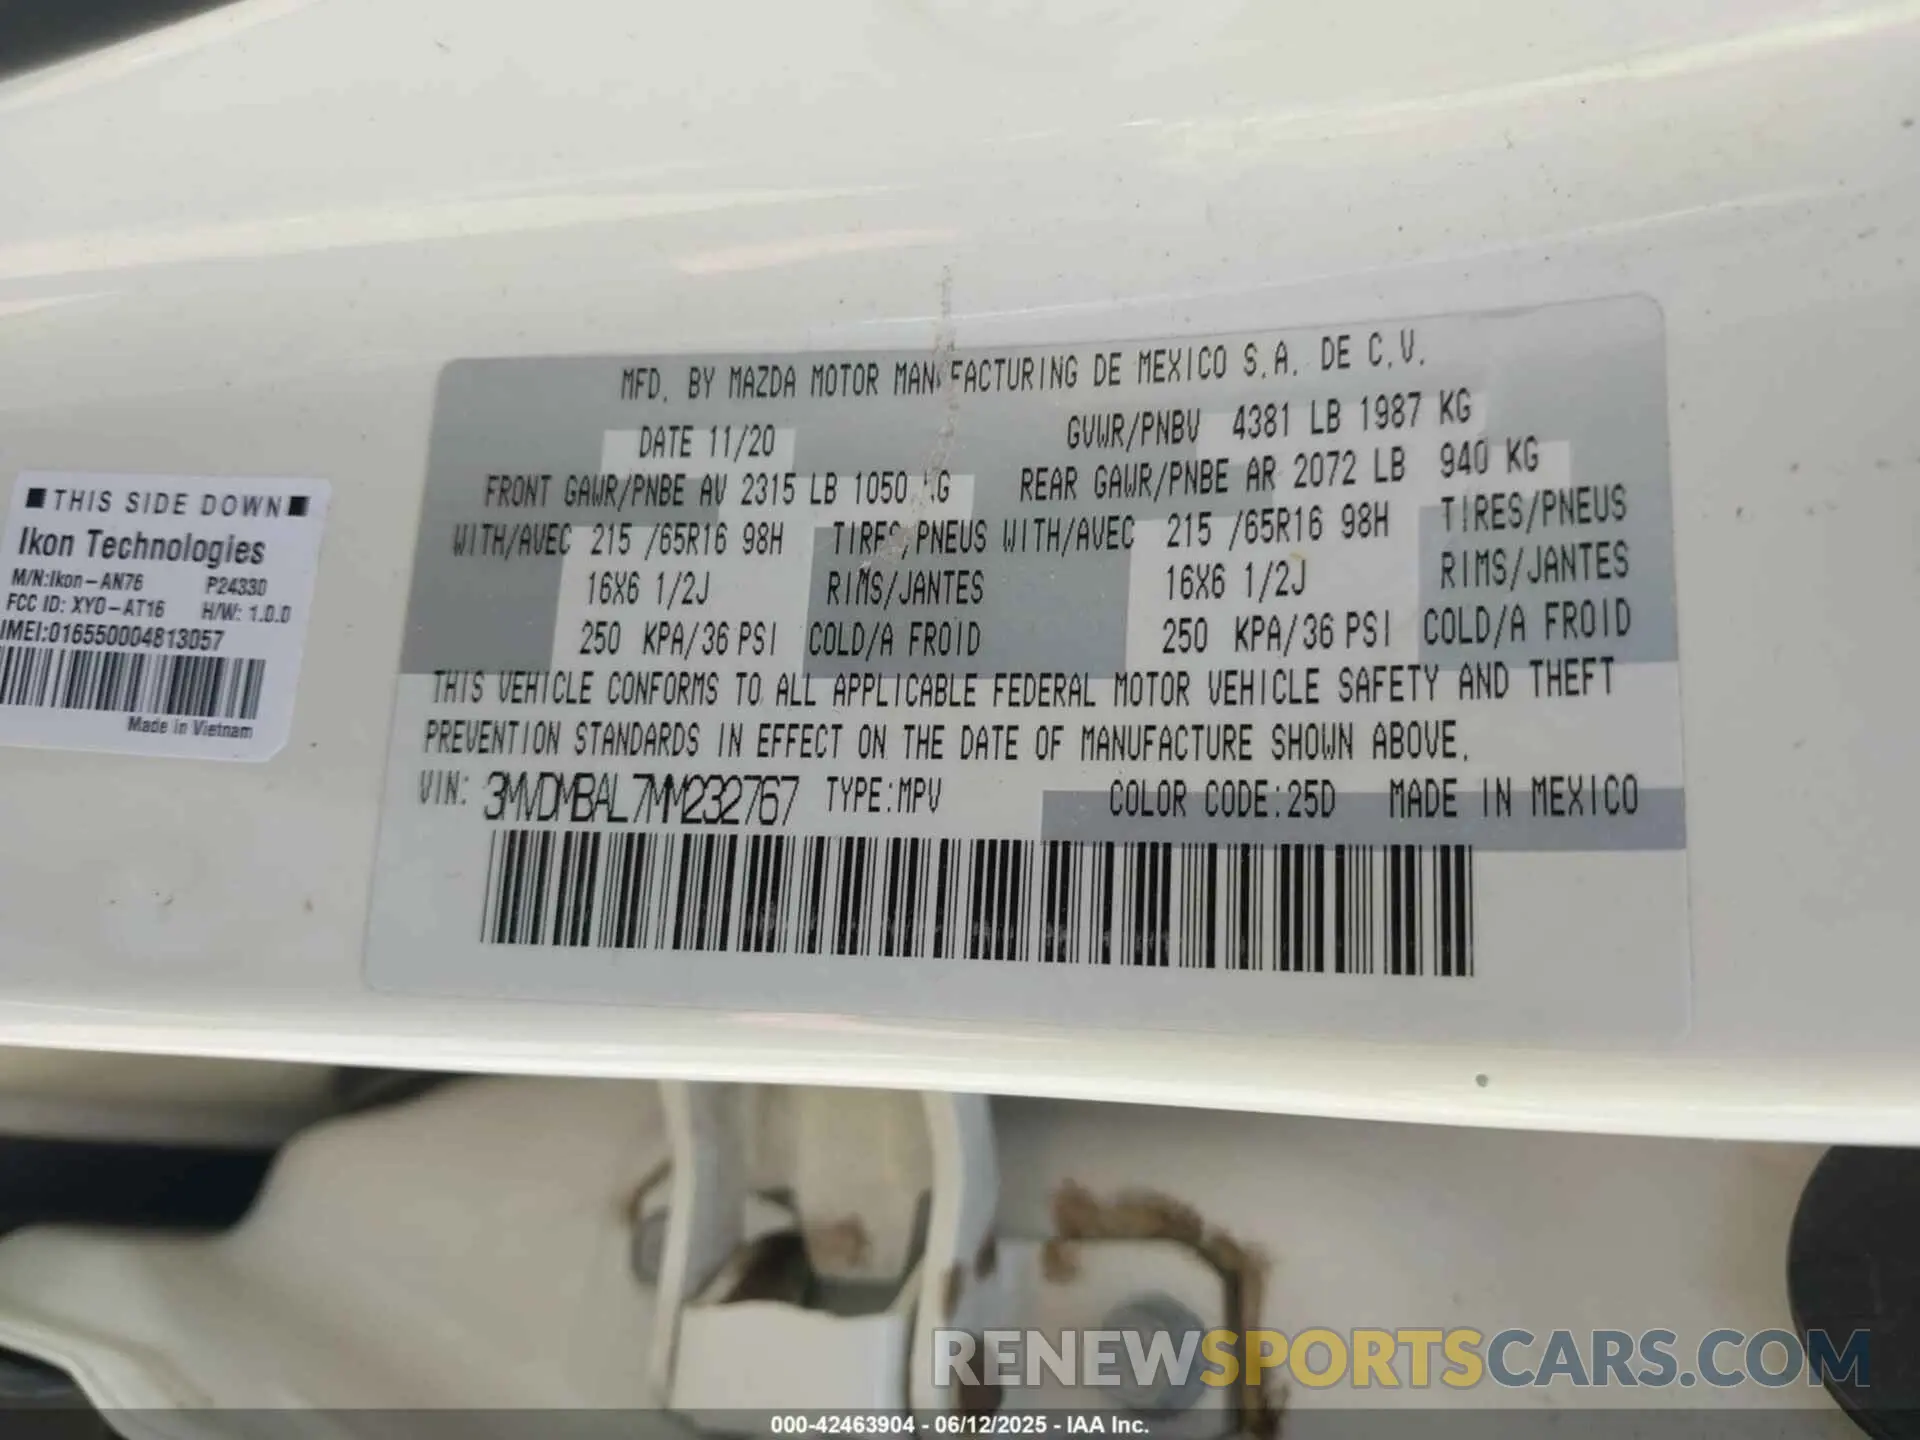 MFD. BY MAZDA MOTOR MANUFACTURING DE MEXICO S.A. DE C.V.
DATE 11/20 GVWR/PNBV 4381 LB 1987 KG
FRONT GAWR/PNBE AV 2315 LB 1050 KG REAR GAWR/PNBE AR 2072 LB 940 KG
WITH/AVEC 215 /65R16 98H TIRES/PNEUS WITH/AVEC 215 /65R16 98H TIRES/PNEUS
16X6 1/2J RIMS/JANTES 16X6 1/2J RIMS/JANTES
250 KPA/36 PSI COLD/A FROID 250 KPA/36 PSI COLD/A FROID
THIS VEHICLE CONFORMS TO ALL APPLICABLE FEDERAL MOTOR VEHICLE SAFETY AND THEFT
PREVENTION STANDARDS IN EFFECT ON THE DATE OF MANUFACTURE SHOWN ABOVE.
VIN: 3MVDMBAL7MM232767 TYPE:MPV COLOR CODE:25D MADE IN MEXICO
THIS SIDE DOWN
Ikon Technologies
M/N:Ikon-AN76 P24330
FCC ID: XYO-AT16 H/W: 1.0.0
IMEI:016550004813057
Made in Vietnam
RENEWSPORTSCARS.COM
000-42463904 - 06/12/2025 - IAA Inc.